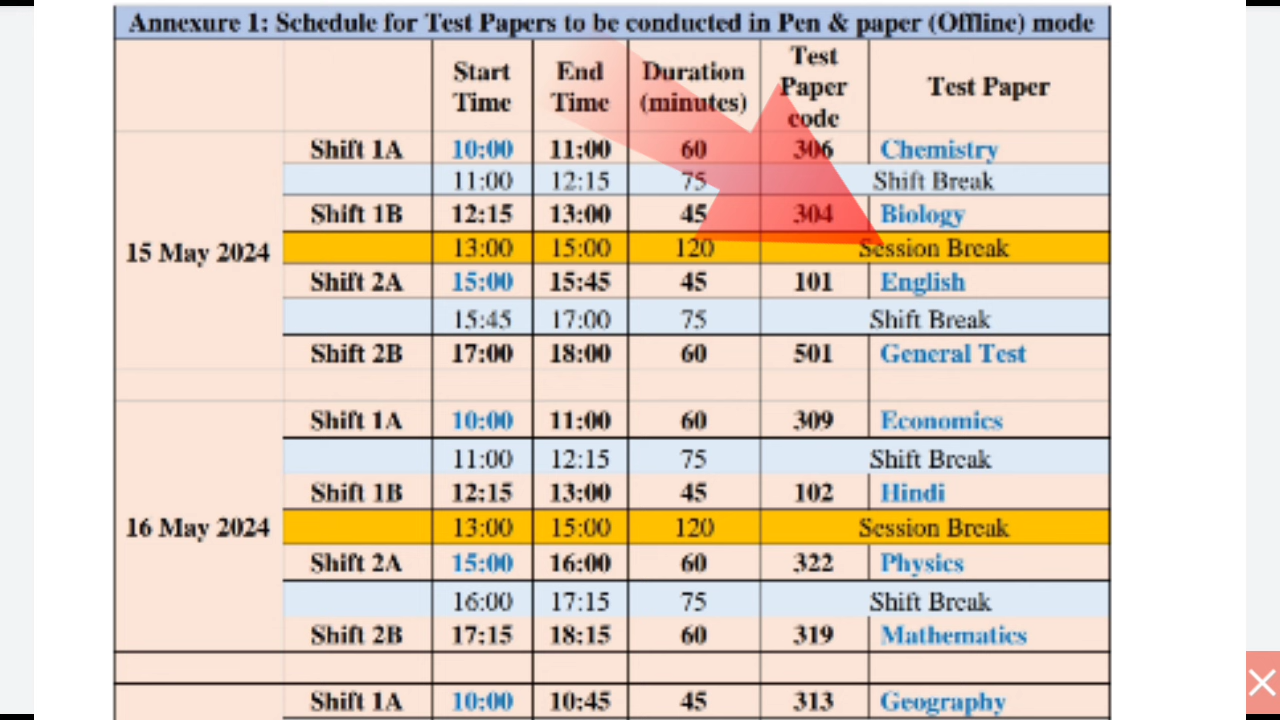 Annexure 1: Schedule for Test Papers to be conducted in Pen & paper (Offline) mode
Start Time End Time Duration (minutes) Test Paper code Test Paper
15 May 2024
Shift 1A 10:00 11:00 60 306 Chemistry
11:00 12:15 75 Shift Break
Shift 1B 12:15 13:00 45 304 Biology
13:00 15:00 120 Session Break
Shift 2A 15:00 15:45 45 101 English
15:45 17:00 75 Shift Break
Shift 2B 17:00 18:00 60 501 General Test
16 May 2024
Shift 1A 10:00 11:00 60 309 Economics
11:00 12:15 75 Shift Break
Shift 1B 12:15 13:00 45 102 Hindi
13:00 15:00 120 Session Break
Shift 2A 15:00 16:00 60 322 Physics
16:00 17:15 75 Shift Break
Shift 2B 17:15 18:15 60 319 Mathematics
Shift 1A 10:00 10:45 45 313 Geography